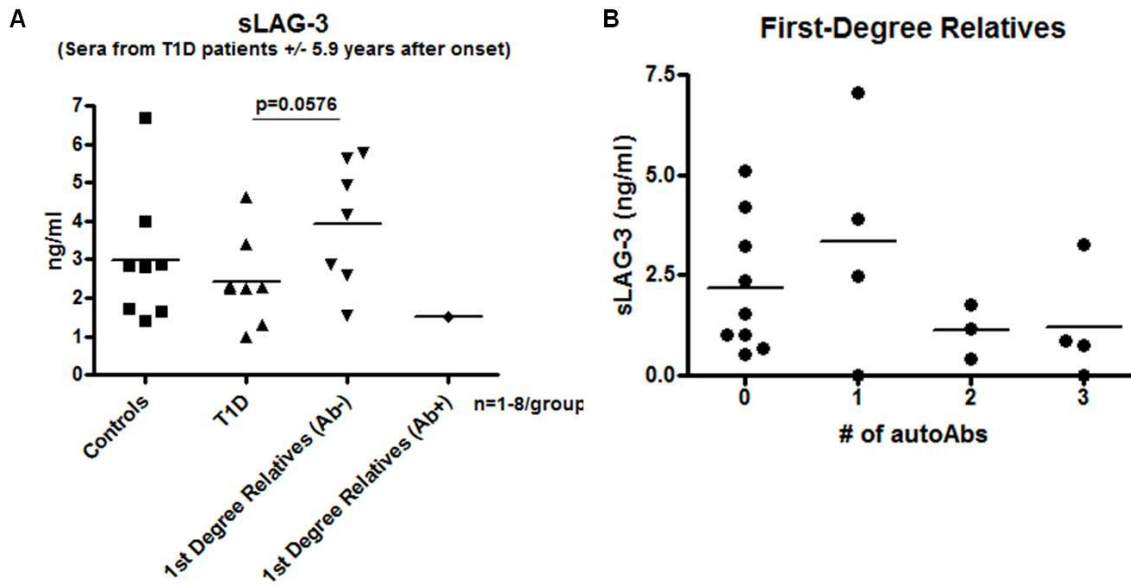 A
sLAG-3
(Sera from T1D patients +/- 5.9 years after onset)
p=0.0576
7
6
5
4
3
2
1
0
ng/ml
Controls
T1D
1st Degree Relatives (Ab-)
1st Degree Relatives (Ab+)
n=1-8/group
B
First-Degree Relatives
7.5
5.0
2.5
0.0
sLAG-3 (ng/ml)
0 1 2 3
# of autoAbs